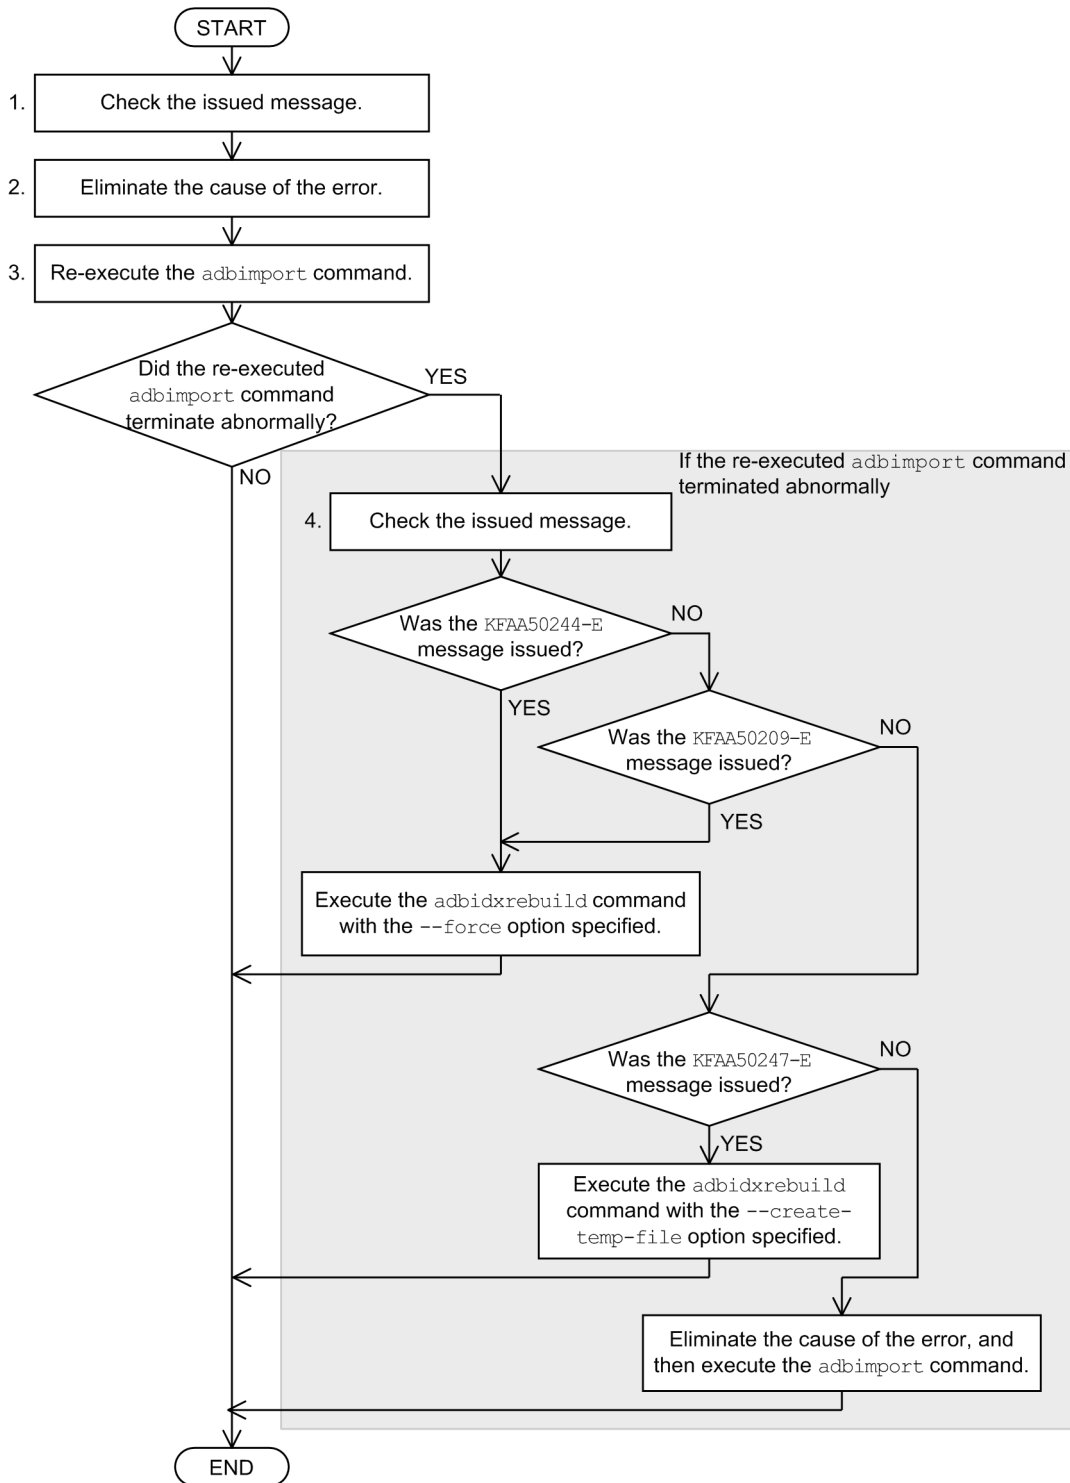 START
1.
Check the issued message.
2.
Eliminate the cause of the error.
3.
Re-execute the adbimport command.
Did the re-executed
adbimport command
terminate abnormally?
YES
NO
If the re-executed adbimport command
terminated abnormally
4.
Check the issued message.
Was the KFAA50244-E
message issued?
NO
YES
Was the KFAA50209-E
message issued?
NO
YES
Execute the adbidxrebuild command
with the --force option specified.
Was the KFAA50247-E
message issued?
NO
YES
Execute the adbidxrebuild
command with the --create-
temp-file option specified.
Eliminate the cause of the error, and
then execute the adbimport command.
END